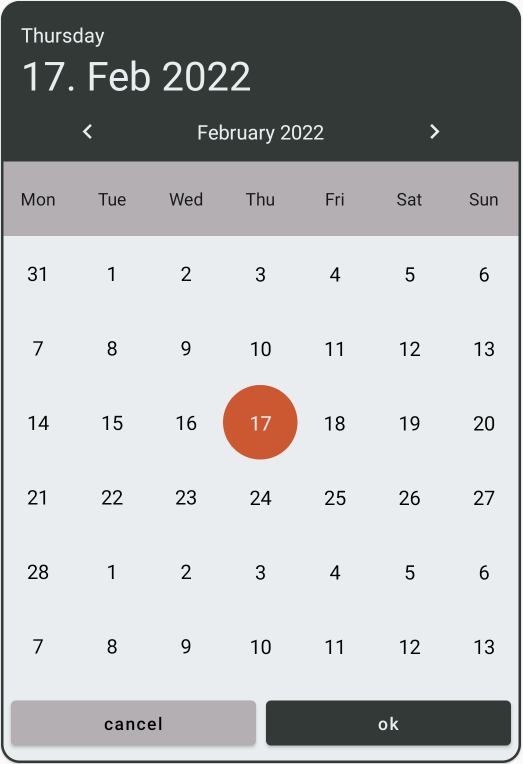 Thursday
17. Feb 2022
February 2022
Mon Tue Wed Thu Fri Sat Sun
31 1 2 3 4 5 6
7 8 9 10 11 12 13
14 15 16 17 18 19 20
21 22 23 24 25 26 27
28 1 2 3 4 5 6
7 8 9 10 11 12 13
cancel ok